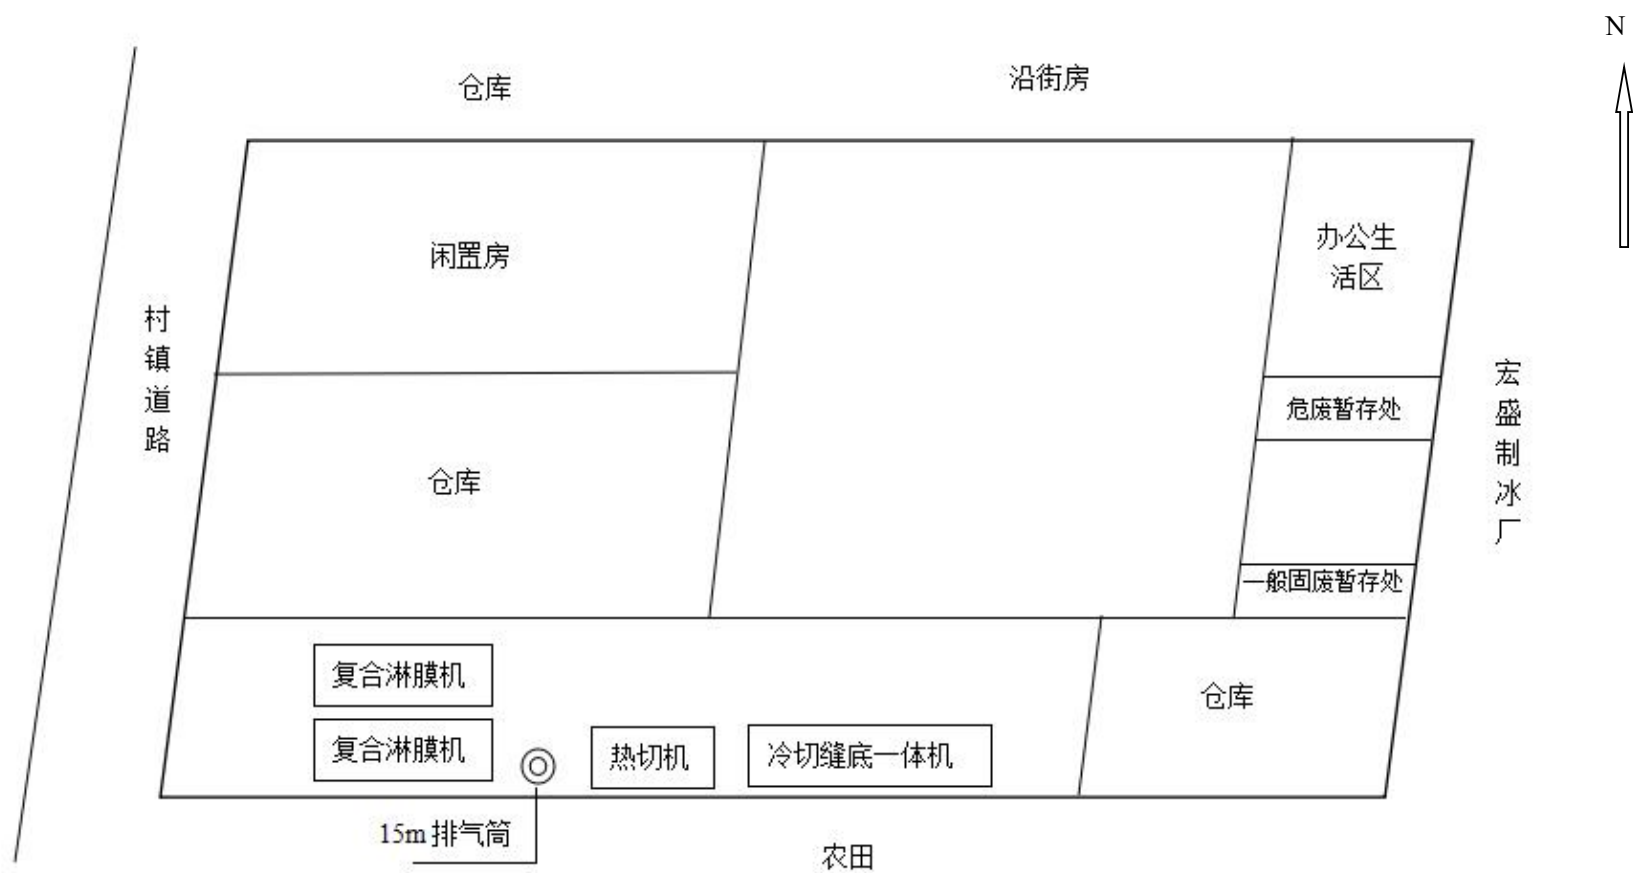 N
仓库
沿街房
闲置房
办公生
活区
村
镇
道
路
宏
盛
制
冰
厂
危废暂存处
仓库
一般固废暂存处
复合淋膜机
仓库
复合淋膜机
热切机
冷切缝底一体机
15m 排气筒
农田